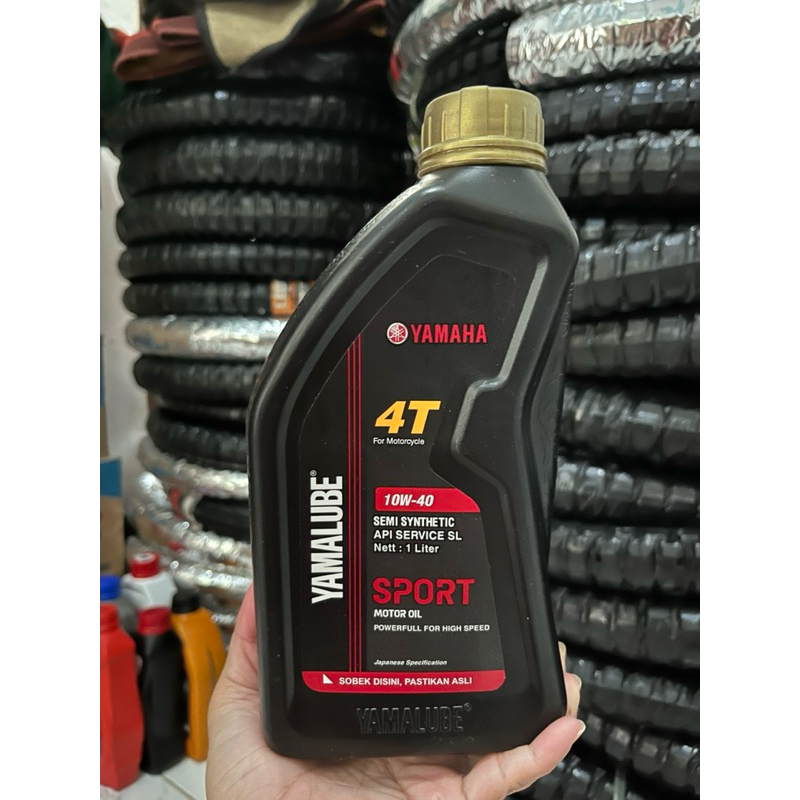 YAMAHA
4T
For Motorcycle
YAMALUBE®
10W-40
SEMI SYNTHETIC
API SERVICE SL
Nett : 1 Liter
SPORT
MOTOR OIL
POWERFULL FOR HIGH SPEED
Japanese Specification
SOBEK DISINI, PASTIKAN ASLI
YAMALUBE®